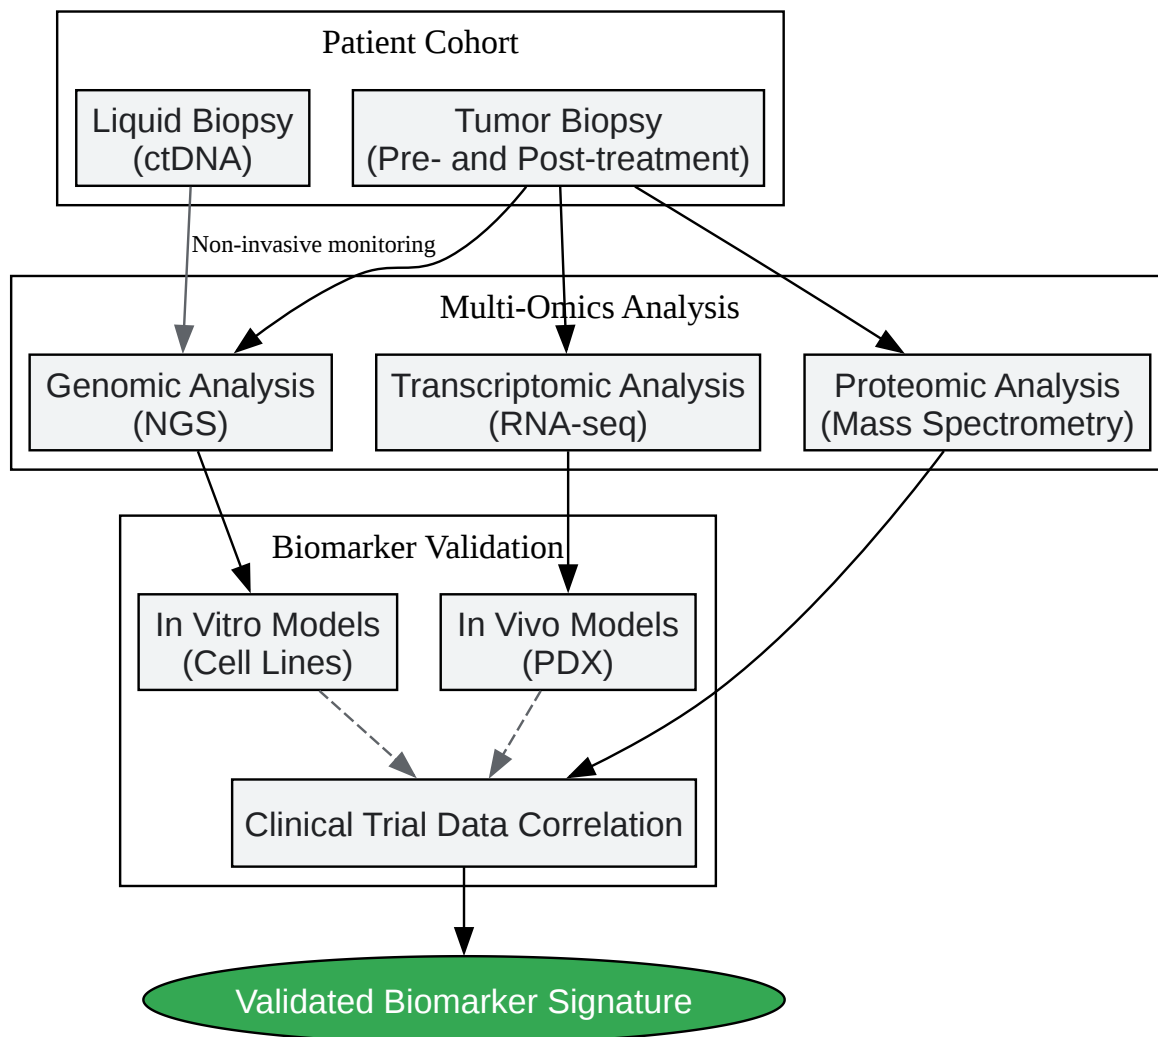 Patient Cohort
Liquid Biopsy
(ctDNA)
Tumor Biopsy
(Pre- and Post-treatment)
Non-invasive monitoring
Multi-Omics Analysis
Genomic Analysis
(NGS)
Transcriptomic Analysis
(RNA-seq)
Proteomic Analysis
(Mass Spectrometry)
Biomarker Validation
In Vitro Models
(Cell Lines)
In Vivo Models
(PDX)
Clinical Trial Data Correlation
Validated Biomarker Signature